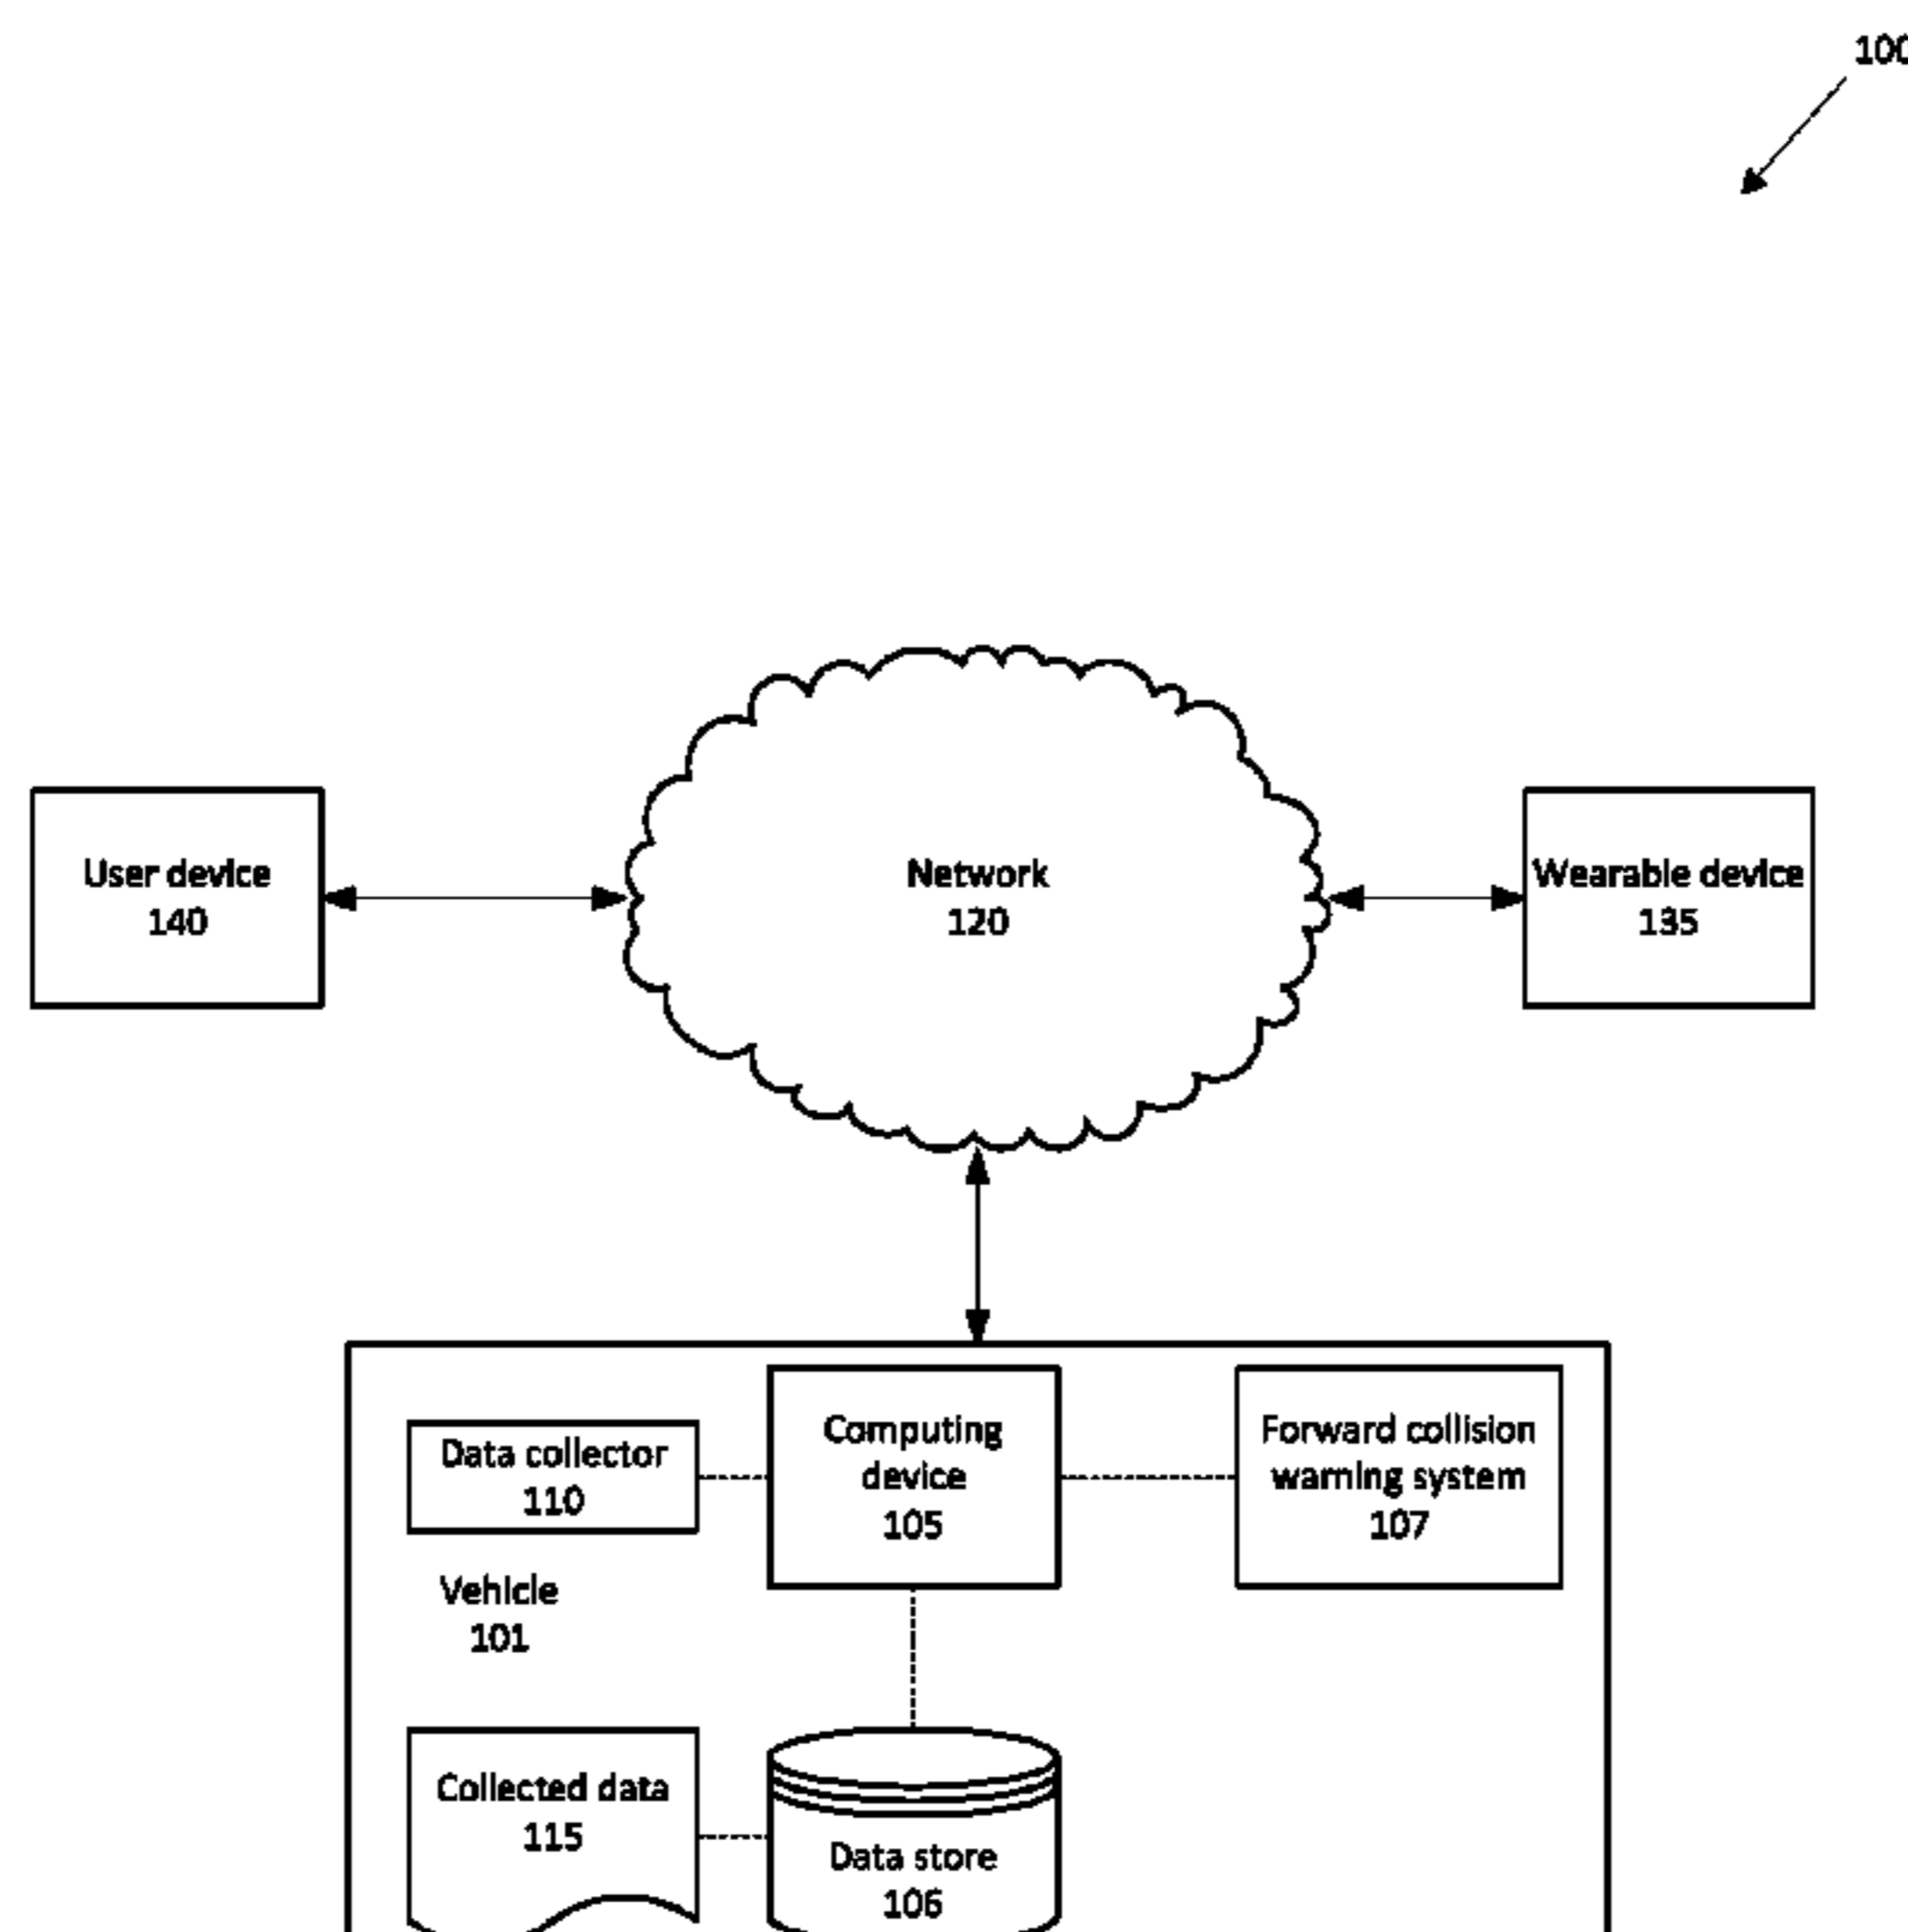 100
User device
140
Network
120
Wearable device
135
Data collector
110
Computing
device
105
Forward collision
warning system
107
Vehicle
101
Collected data
115
Data store
106